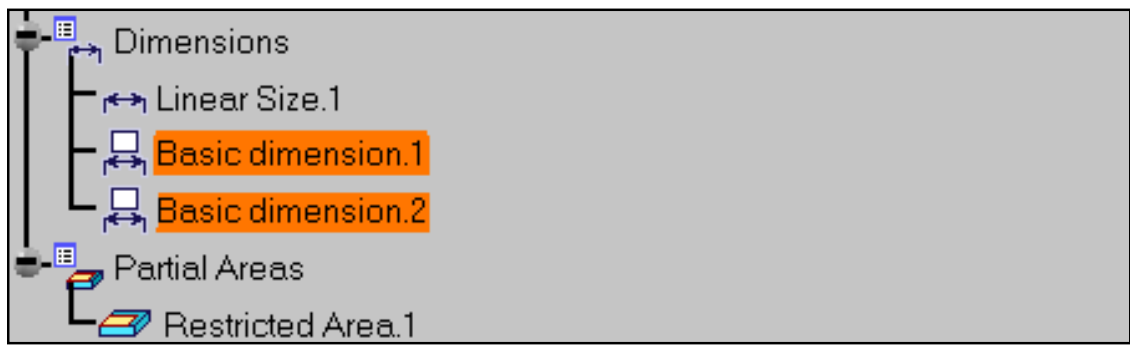 Dimensions
Linear Size.1
Basic dimension.1
Basic dimension.2
Partial Areas
Restricted Area.1